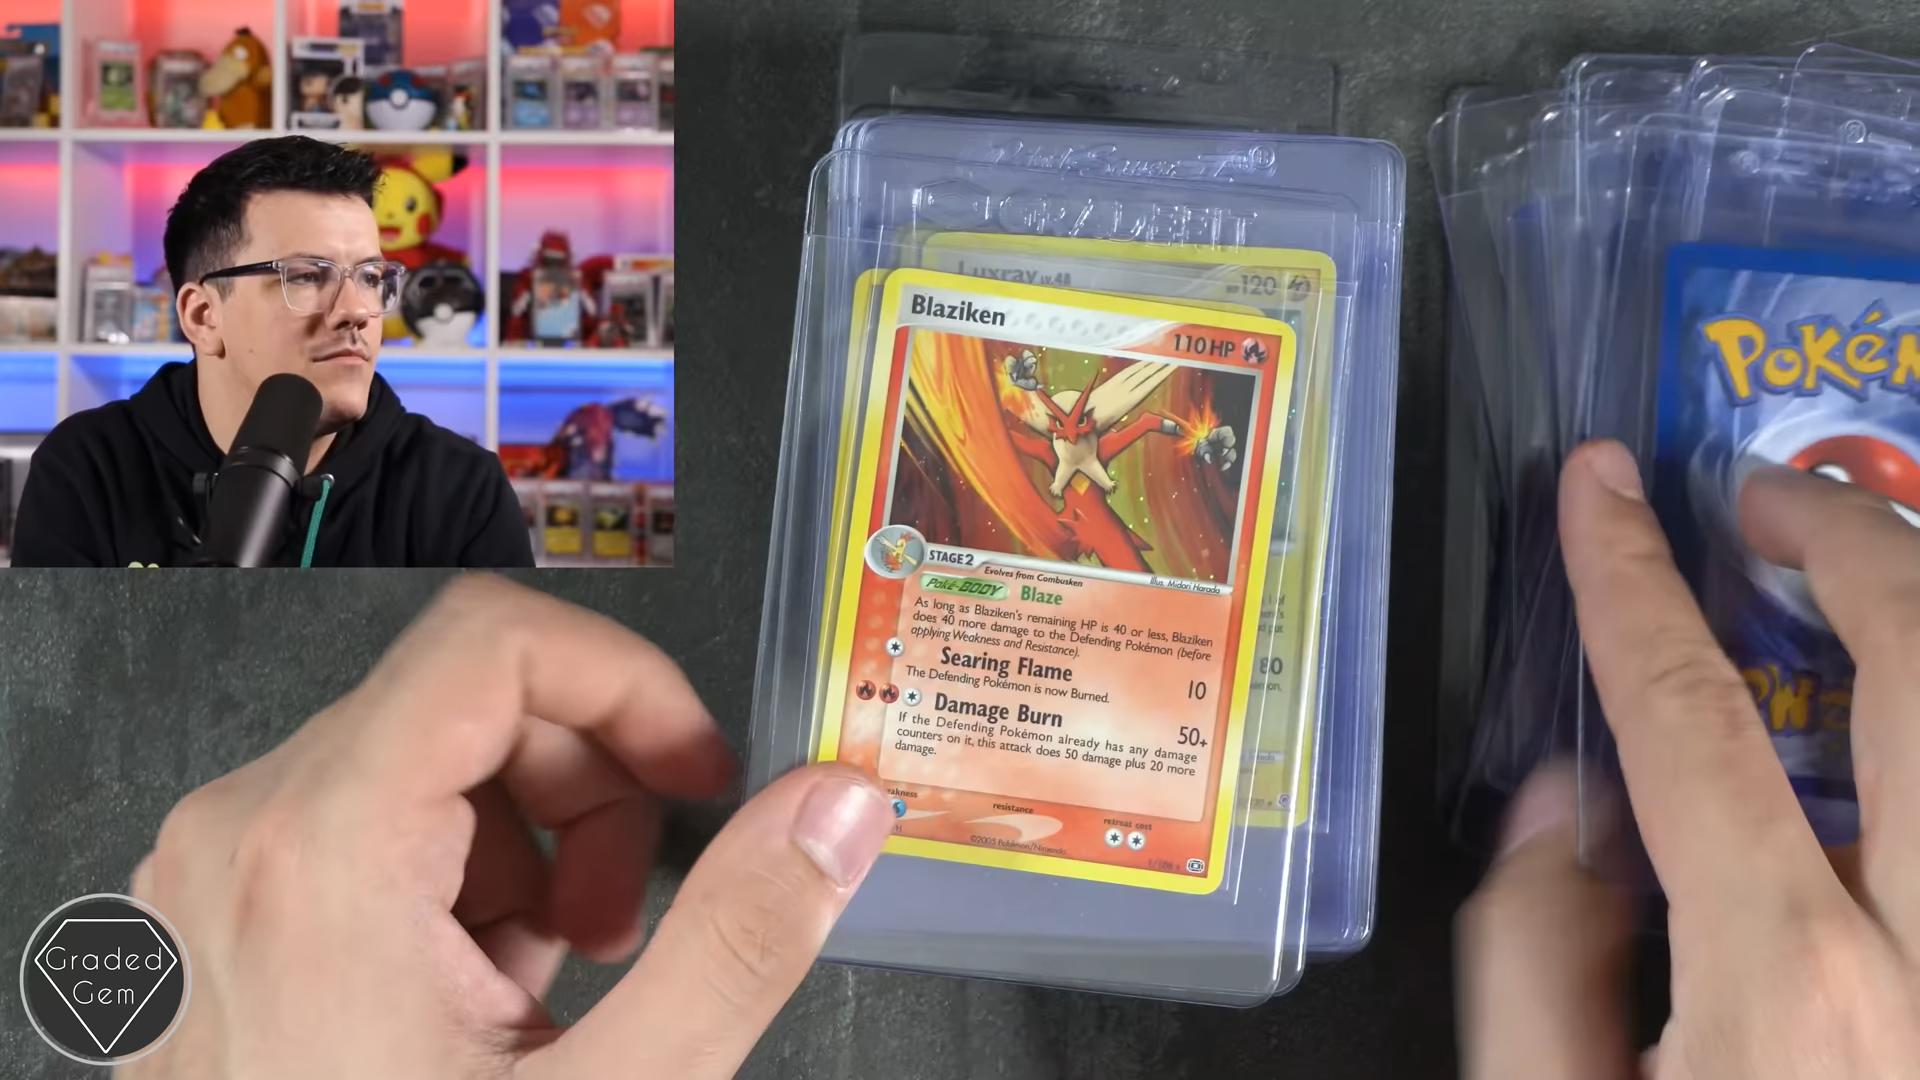 GRADEFIT
Luxray LV.48
120
Blaziken
110 HP
STAGE 2
Evolves from Combusken
Illus. Midori Harada
Poké-BODY Blaze
As long as Blaziken's remaining HP is 40 or less, Blaziken
does 40 more damage to the Defending Pokémon (before
applying Weakness and Resistance).
Searing Flame 10
The Defending Pokémon is now Burned.
Damage Burn 50+
If the Defending Pokémon already has any damage
counters on it, this attack does 50 damage plus 20 more
damage.
resistance
retreat cost
©2005 Pokémon/Nintendo
80
Graded
Gem